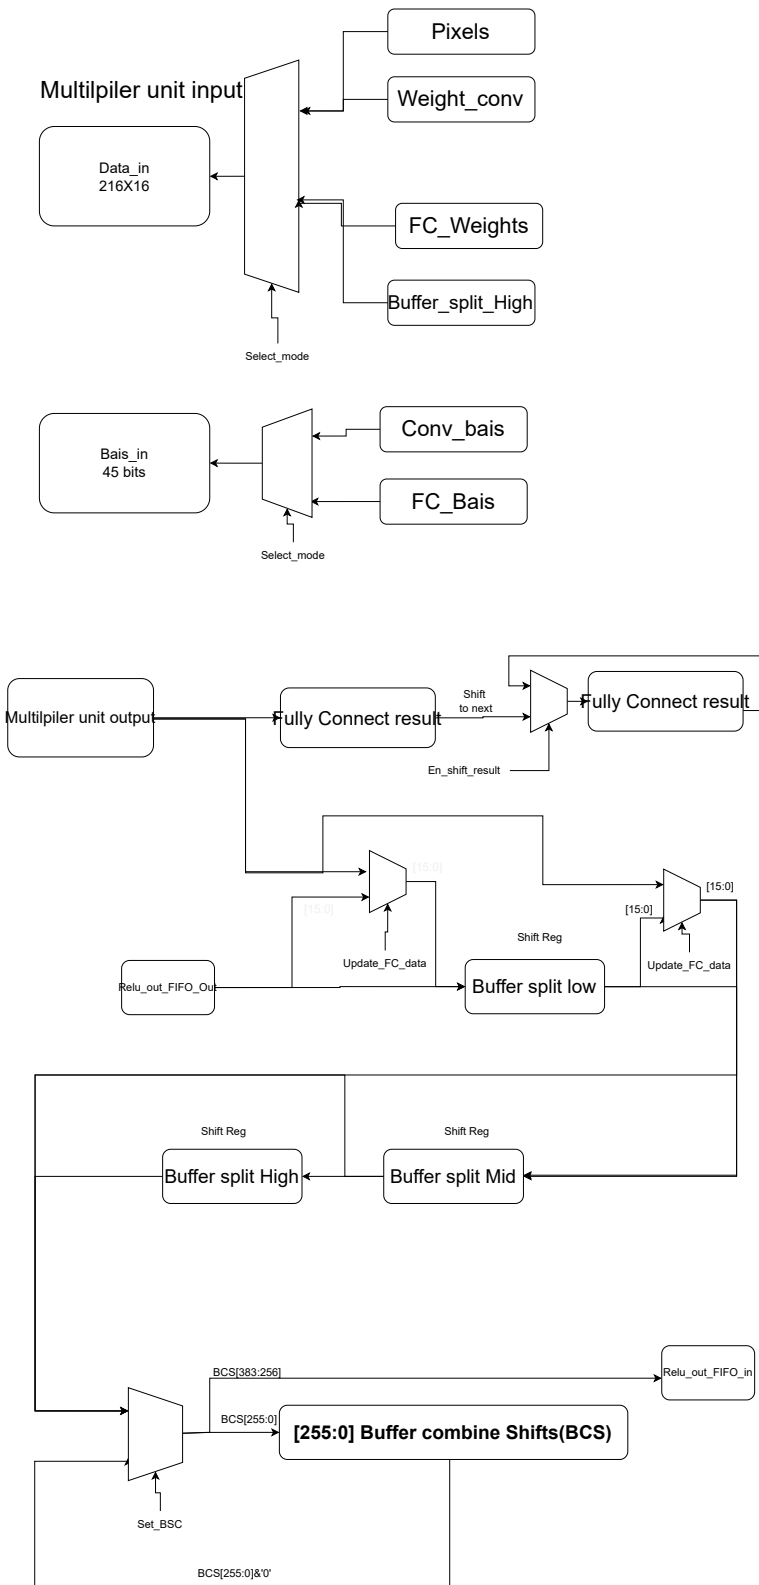 Pixels
Multilpiler unit input
Weight_conv
Data_in
216X16
FC_Weights
Buffer_split_High
Select_mode
Conv_bais
Bais_in
45 bits
FC_Bais
Select_mode
Multilpiler unit output
Fully Connect result
Shift
to next
Fully Connect result
En_shift_result
[15:0]
[15:0]
[15:0]
[15:0]
Update_FC_data
Shift Reg
Update_FC_data
Relu_out_FIFO_Out
Buffer split low
Shift Reg
Shift Reg
Buffer split High
Buffer split Mid
BCS[383:256]
Relu_out_FIFO_in
BCS[255:0]
[255:0] Buffer combine Shifts(BCS)
Set_BSC
BCS[255:0]&'0'